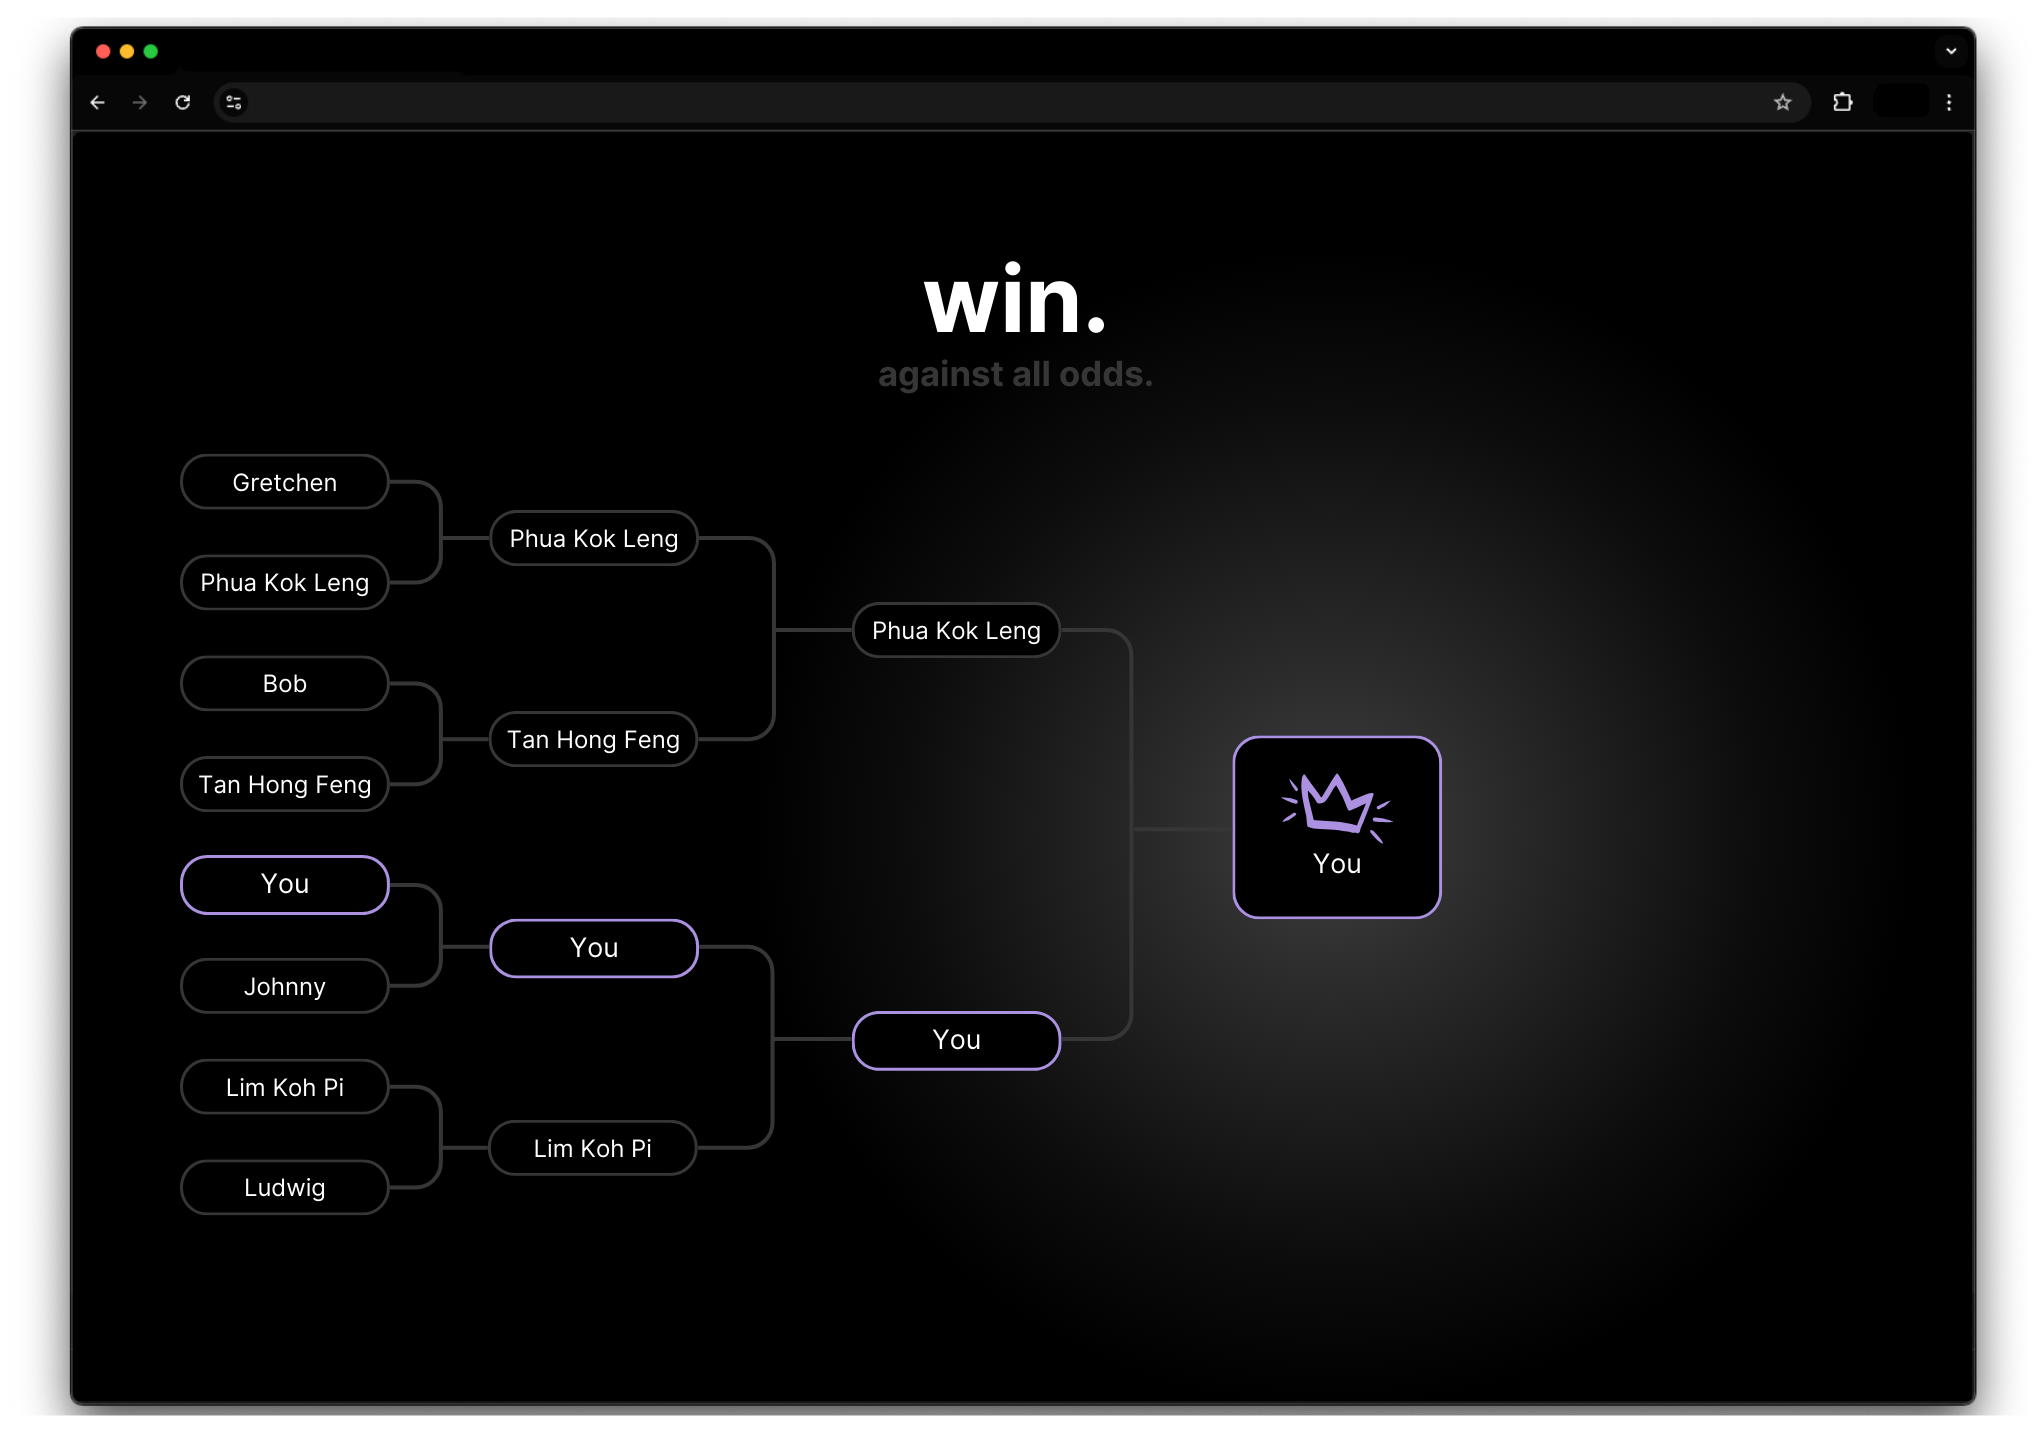 win.
against all odds.
Gretchen
Phua Kok Leng
Bob
Tan Hong Feng
You
Johnny
Lim Koh Pi
Ludwig
Phua Kok Leng
Tan Hong Feng
You
Lim Koh Pi
Phua Kok Leng
You
You